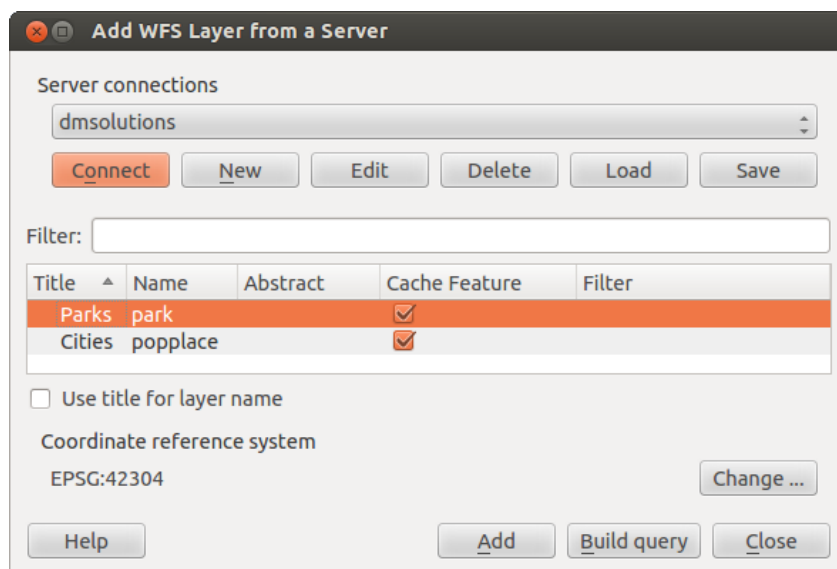 Add WFS Layer from a Server
Server connections
dmsolutions
Connect New Edit Delete Load Save
Filter:
Title Name Abstract Cache Feature Filter
Parks park
Cities popplace
Use title for layer name
Coordinate reference system
EPSG:42304
Change ...
Help Add Build query Close